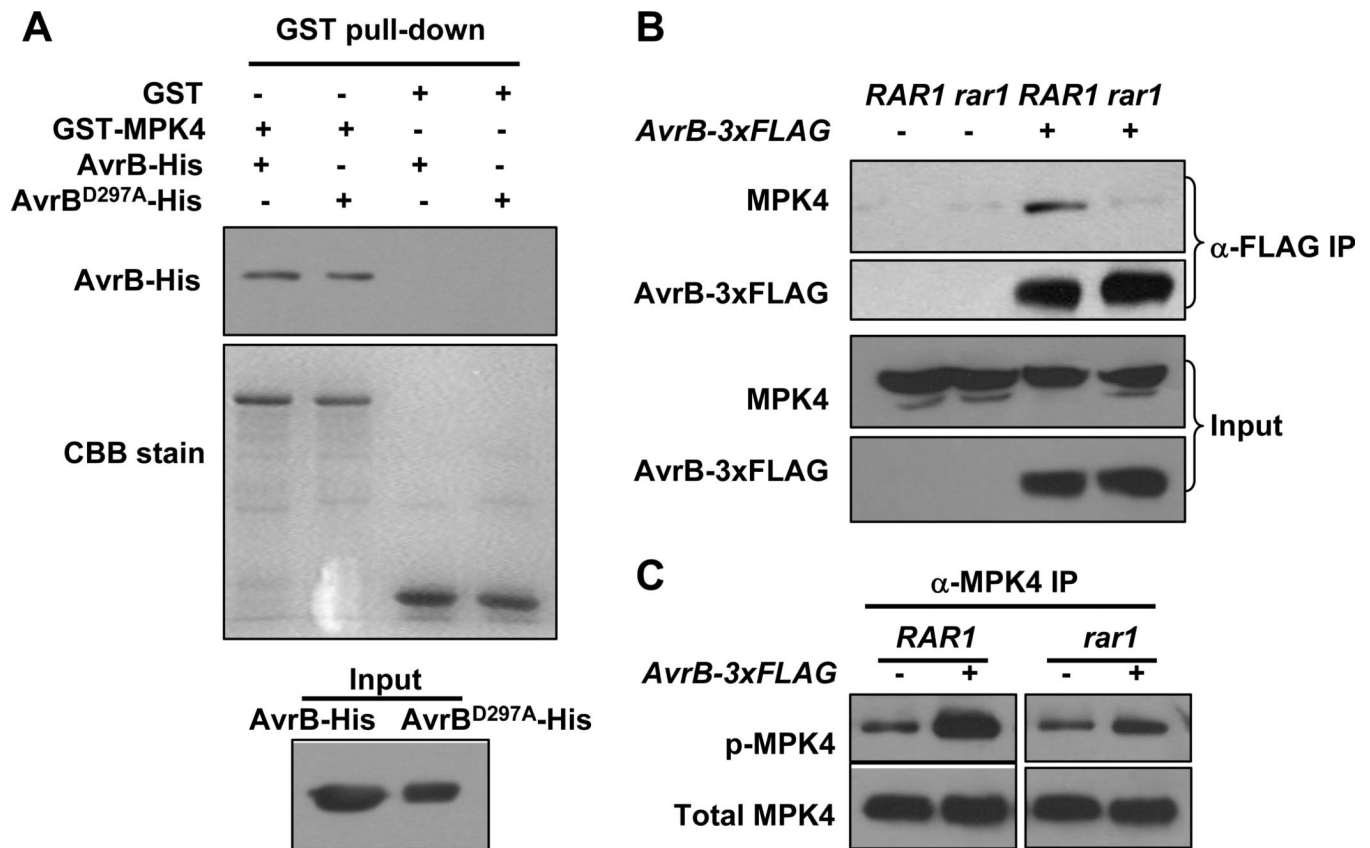 A
GST pull-down
GST - - + +
GST-MPK4 + + - -
AvrB-His + - + -
AvrB^D297A-His - + - +
AvrB-His
CBB stain
Input
AvrB-His AvrB^D297A-His
B
RAR1 rar1 RAR1 rar1
AvrB-3xFLAG - - + +
MPK4
AvrB-3xFLAG
α-FLAG IP
MPK4
AvrB-3xFLAG
Input
C
α-MPK4 IP
RAR1 rar1
AvrB-3xFLAG - + - +
p-MPK4
Total MPK4